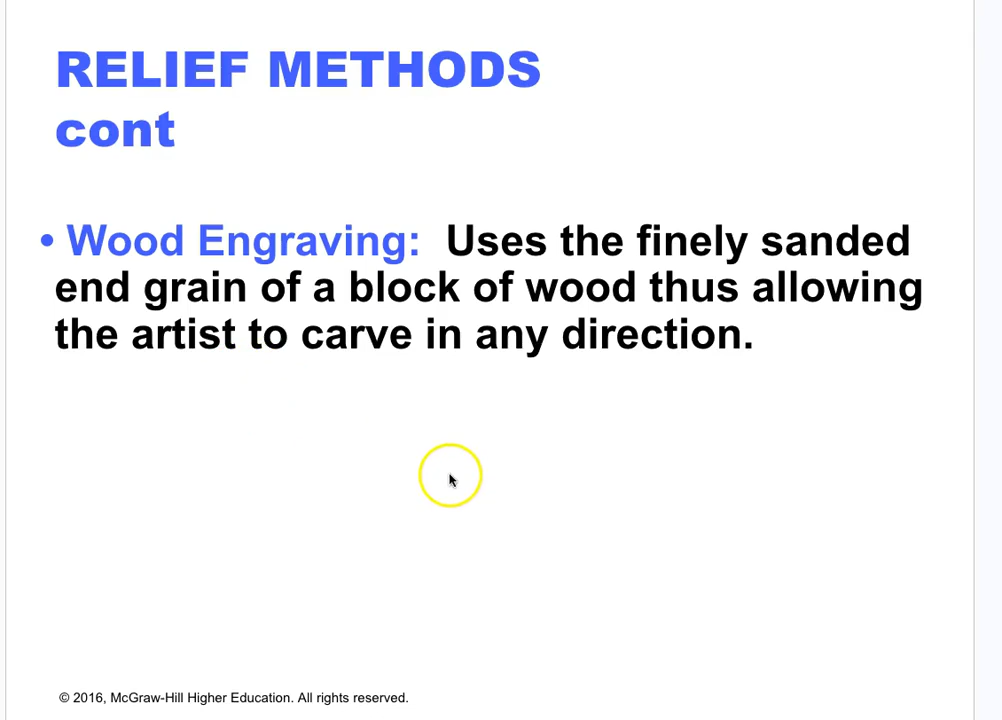 RELIEF METHODS
cont
• Wood Engraving: Uses the finely sanded
end grain of a block of wood thus allowing
the artist to carve in any direction.
© 2016, McGraw-Hill Higher Education. All rights reserved.